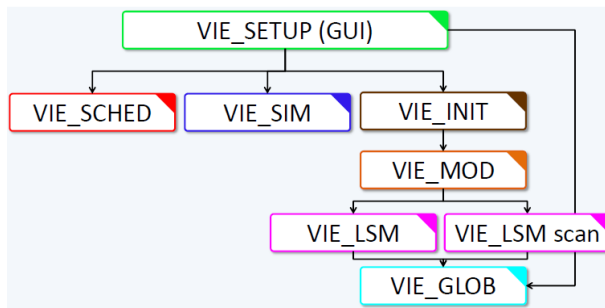 VIE_SETUP (GUI)
VIE_SCHED
VIE_SIM
VIE_INIT
VIE_MOD
VIE_LSM
VIE_LSM scan
VIE_GLOB